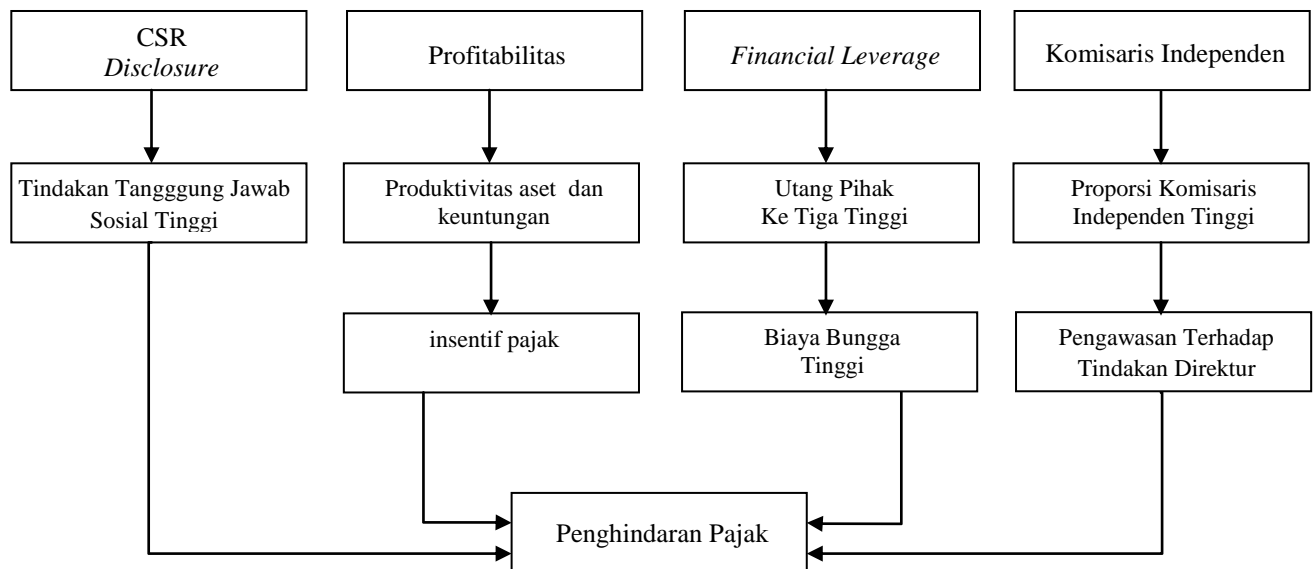 CSR
Disclosure
Profitabilitas
Financial Leverage
Komisaris Independen
Tindakan Tangggung Jawab
Sosial Tinggi
Produktivitas aset dan
keuntungan
Utang Pihak
Ke Tiga Tinggi
Proporsi Komisaris
Independen Tinggi
insentif pajak
Biaya Bungga
Tinggi
Pengawasan Terhadap
Tindakan Direktur
Penghindaran Pajak